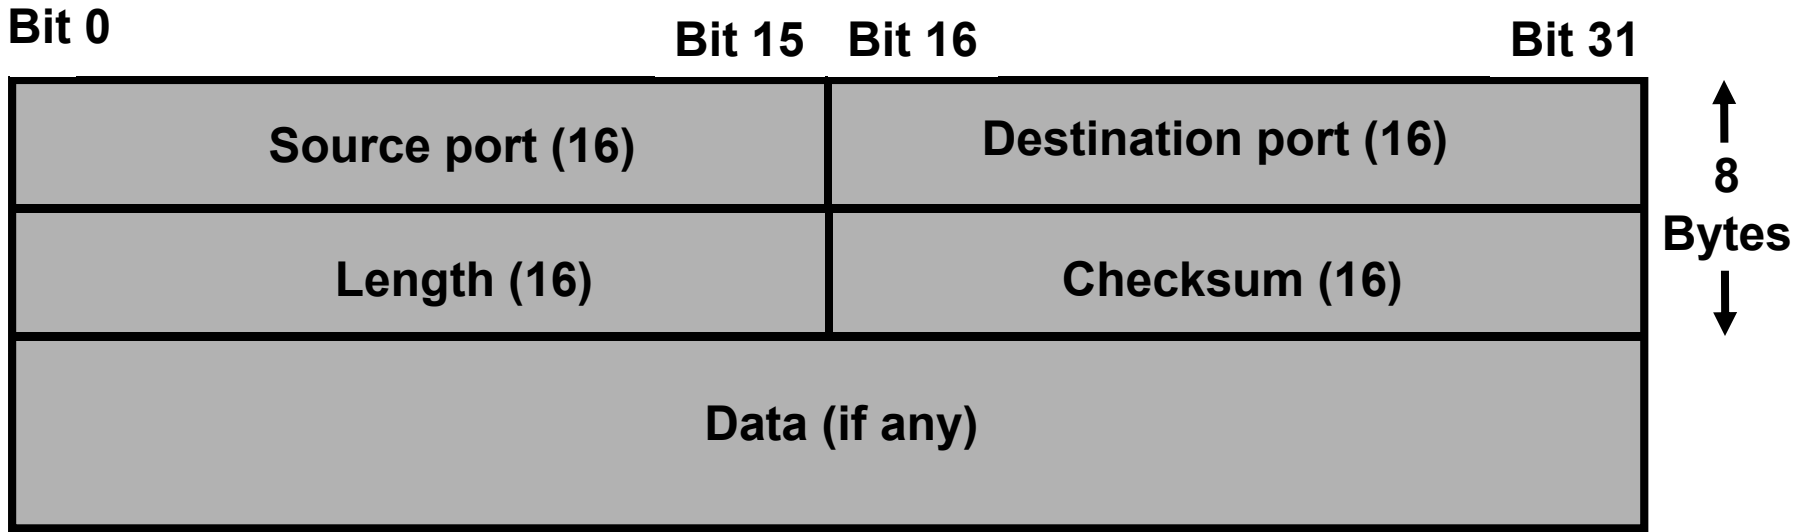 Bit 0
Bit 15
Bit 16
Bit 31
Source port (16)
Destination port (16)
Length (16)
Checksum (16)
8
Bytes
Data (if any)